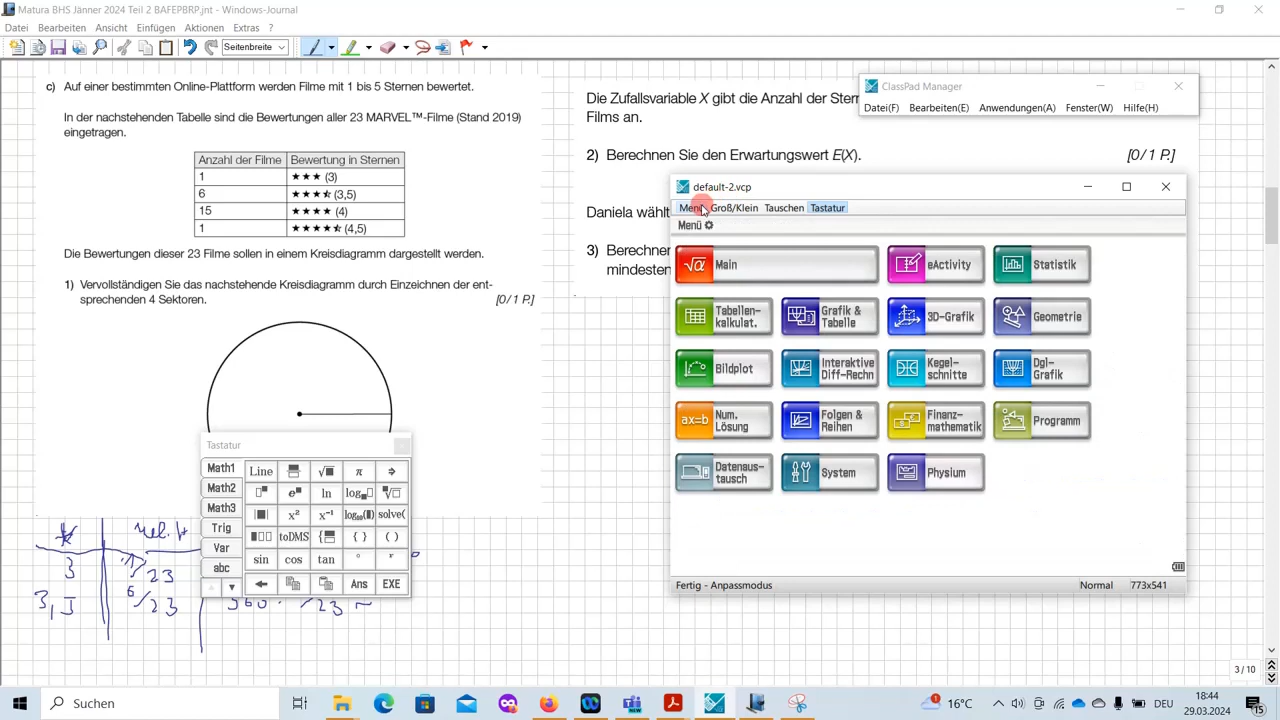 Matura BHS Jänner 2024 Teil 2 BAFEPBRP.jnt - Windows-Journal
Datei Bearbeiten Ansicht Einfügen Aktionen Extras ?
Seitenbreite
c) Auf einer bestimmten Online-Plattform werden Filme mit 1 bis 5 Sternen bewertet.
In der nachstehenden Tabelle sind die Bewertungen aller 23 MARVEL™-Filme (Stand 2019)
eingetragen.
Anzahl der Filme Bewertung in Sternen
1 ★★★ (3)
6 (3,5)
15 ★★★★ (4)
1 (4,5)
Die Bewertungen dieser 23 Filme sollen in einem Kreisdiagramm dargestellt werden.
1) Vervollständigen Sie das nachstehende Kreisdiagramm durch Einzeichnen der ent-
sprechenden 4 Sektoren. [0/1 P.]
Die Zufallsvariable X gibt die Anzahl der
Films an.
2) Berechnen Sie den Erwartungswert E(X). [0/1 P.]
Daniela wählt
3) Berechnen
mindestens
ClassPad Manager
Datei(F) Bearbeiten(E) Anwendungen(A) Fenster(W) Hilfe(H)
default-2.vcp
Menü Groß/Klein Tauschen Tastatur
Menü
Main eActivity Statistik
Tabellen-
kalkulat. Grafik &
Tabelle 3D-Grafik Geometrie
Bildplot Interaktive
Diff-Rechn Kegel-
schnitte Dgl-
Grafik
Num.
Lösung Folgen &
Reihen Finanz-
mathematik Programm
Datenaus-
tausch System Physium
ax=b
Fertig - Anpassmodus Normal 773x541
Tastatur
Math1 Line √■ π ⇒
Math2 e■ ln log
Math3 |■| x² x⁻¹ log₁₀(■) solve(
Trig toDMS { } ( )
Var sin cos tan ° r
abc
Ans EXE
rel. H
3 1/23
3,5 6/23 360· 6/23 ~
3 / 10
Suchen
16°C DEU 18:44
29.03.2024
15